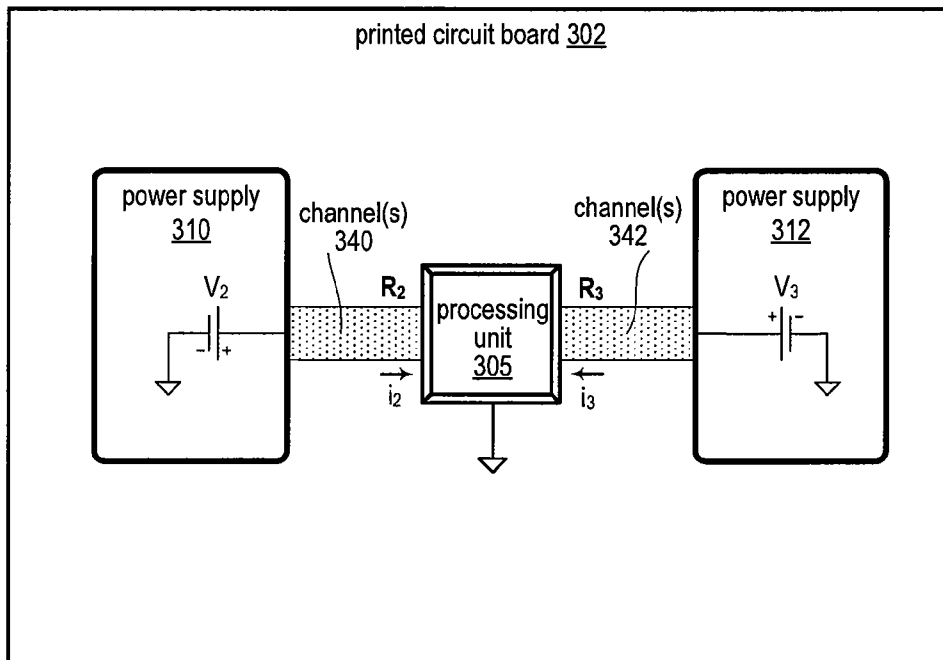 printed circuit board 302
power supply
310
channel(s)
340
channel(s)
342
power supply
312
V2
- +
R2
processing
unit
305
R3
V3
+ -
i2
i3